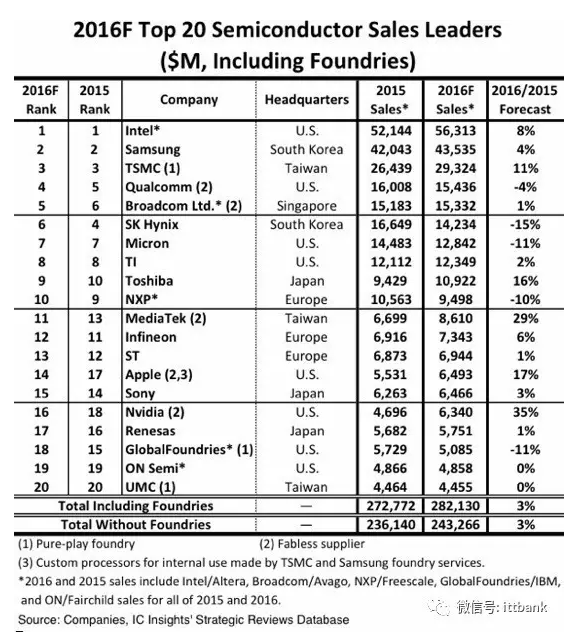 2016F Top 20 Semiconductor Sales Leaders
($M, Including Foundries)
2016F Rank 2015 Rank Company Headquarters 2015 Sales* 2016F Sales* 2016/2015 Forecast
1 1 Intel* U.S. 52,144 56,313 8%
2 2 Samsung South Korea 42,043 43,535 4%
3 3 TSMC (1) Taiwan 26,439 29,324 11%
4 5 Qualcomm (2) U.S. 16,008 15,436 -4%
5 6 Broadcom Ltd.* (2) Singapore 15,183 15,332 1%
6 4 SK Hynix South Korea 16,649 14,234 -15%
7 7 Micron U.S. 14,483 12,842 -11%
8 8 TI U.S. 12,112 12,349 2%
9 10 Toshiba Japan 9,429 10,922 16%
10 9 NXP* Europe 10,563 9,498 -10%
11 13 MediaTek (2) Taiwan 6,699 8,610 29%
12 11 Infineon Europe 6,916 7,343 6%
13 12 ST Europe 6,873 6,944 1%
14 17 Apple (2,3) U.S. 5,531 6,493 17%
15 14 Sony Japan 6,263 6,466 3%
16 18 Nvidia (2) U.S. 4,696 6,340 35%
17 16 Renesas Japan 5,682 5,751 1%
18 15 GlobalFoundries* (1) U.S. 5,729 5,085 -11%
19 19 ON Semi* U.S. 4,866 4,858 0%
20 20 UMC (1) Taiwan 4,464 4,455 0%
Total Including Foundries — 272,772 282,130 3%
Total Without Foundries — 236,140 243,266 3%
(1) Pure-play foundry (2) Fabless supplier
(3) Custom processors for internal use made by TSMC and Samsung foundry services.
*2016 and 2015 sales include Intel/Altera, Broadcom/Avago, NXP/Freescale, GlobalFoundries/IBM,
and ON/Fairchild sales for all of 2015 and 2016.
Source: Companies, IC Insights' Strategic Reviews Database
微信号: ittbank